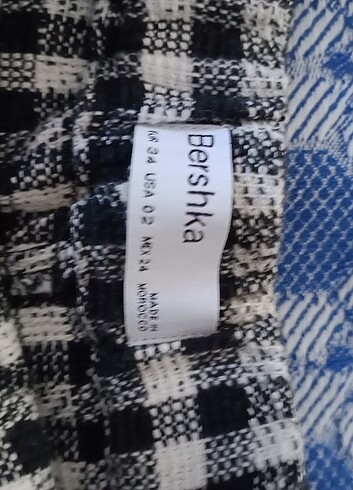 Bershka
34 USA 02 MEX 24
MADE IN
MOROCCO